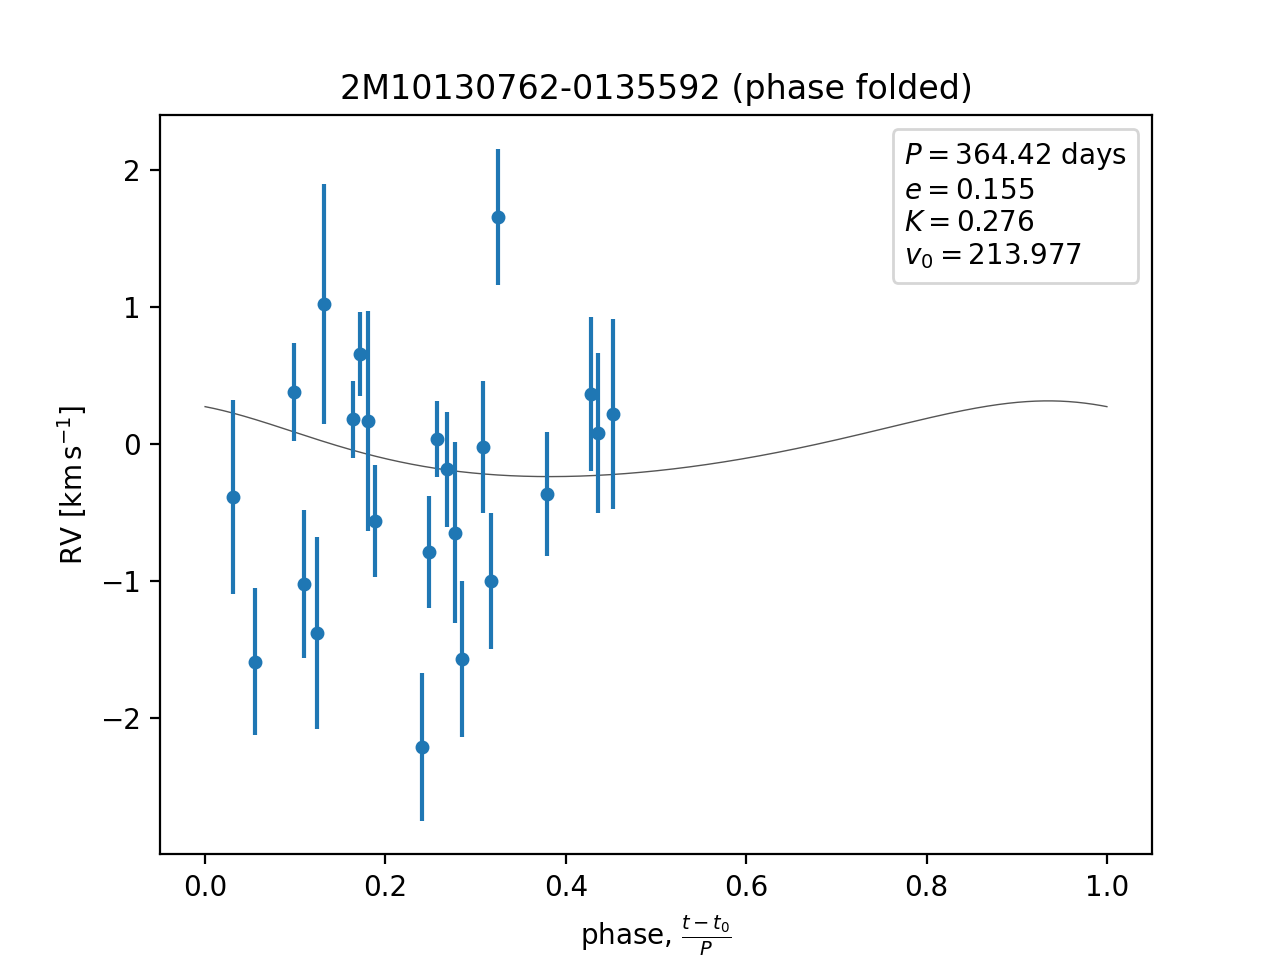 2M10130762-0135592 (phase folded)
P = 364.42 days
e = 0.155
K = 0.276
v₀ = 213.977
2
1
0
−1
−2
RV [km s⁻¹]
0.0 0.2 0.4 0.6 0.8 1.0
phase, (t − t₀)/P